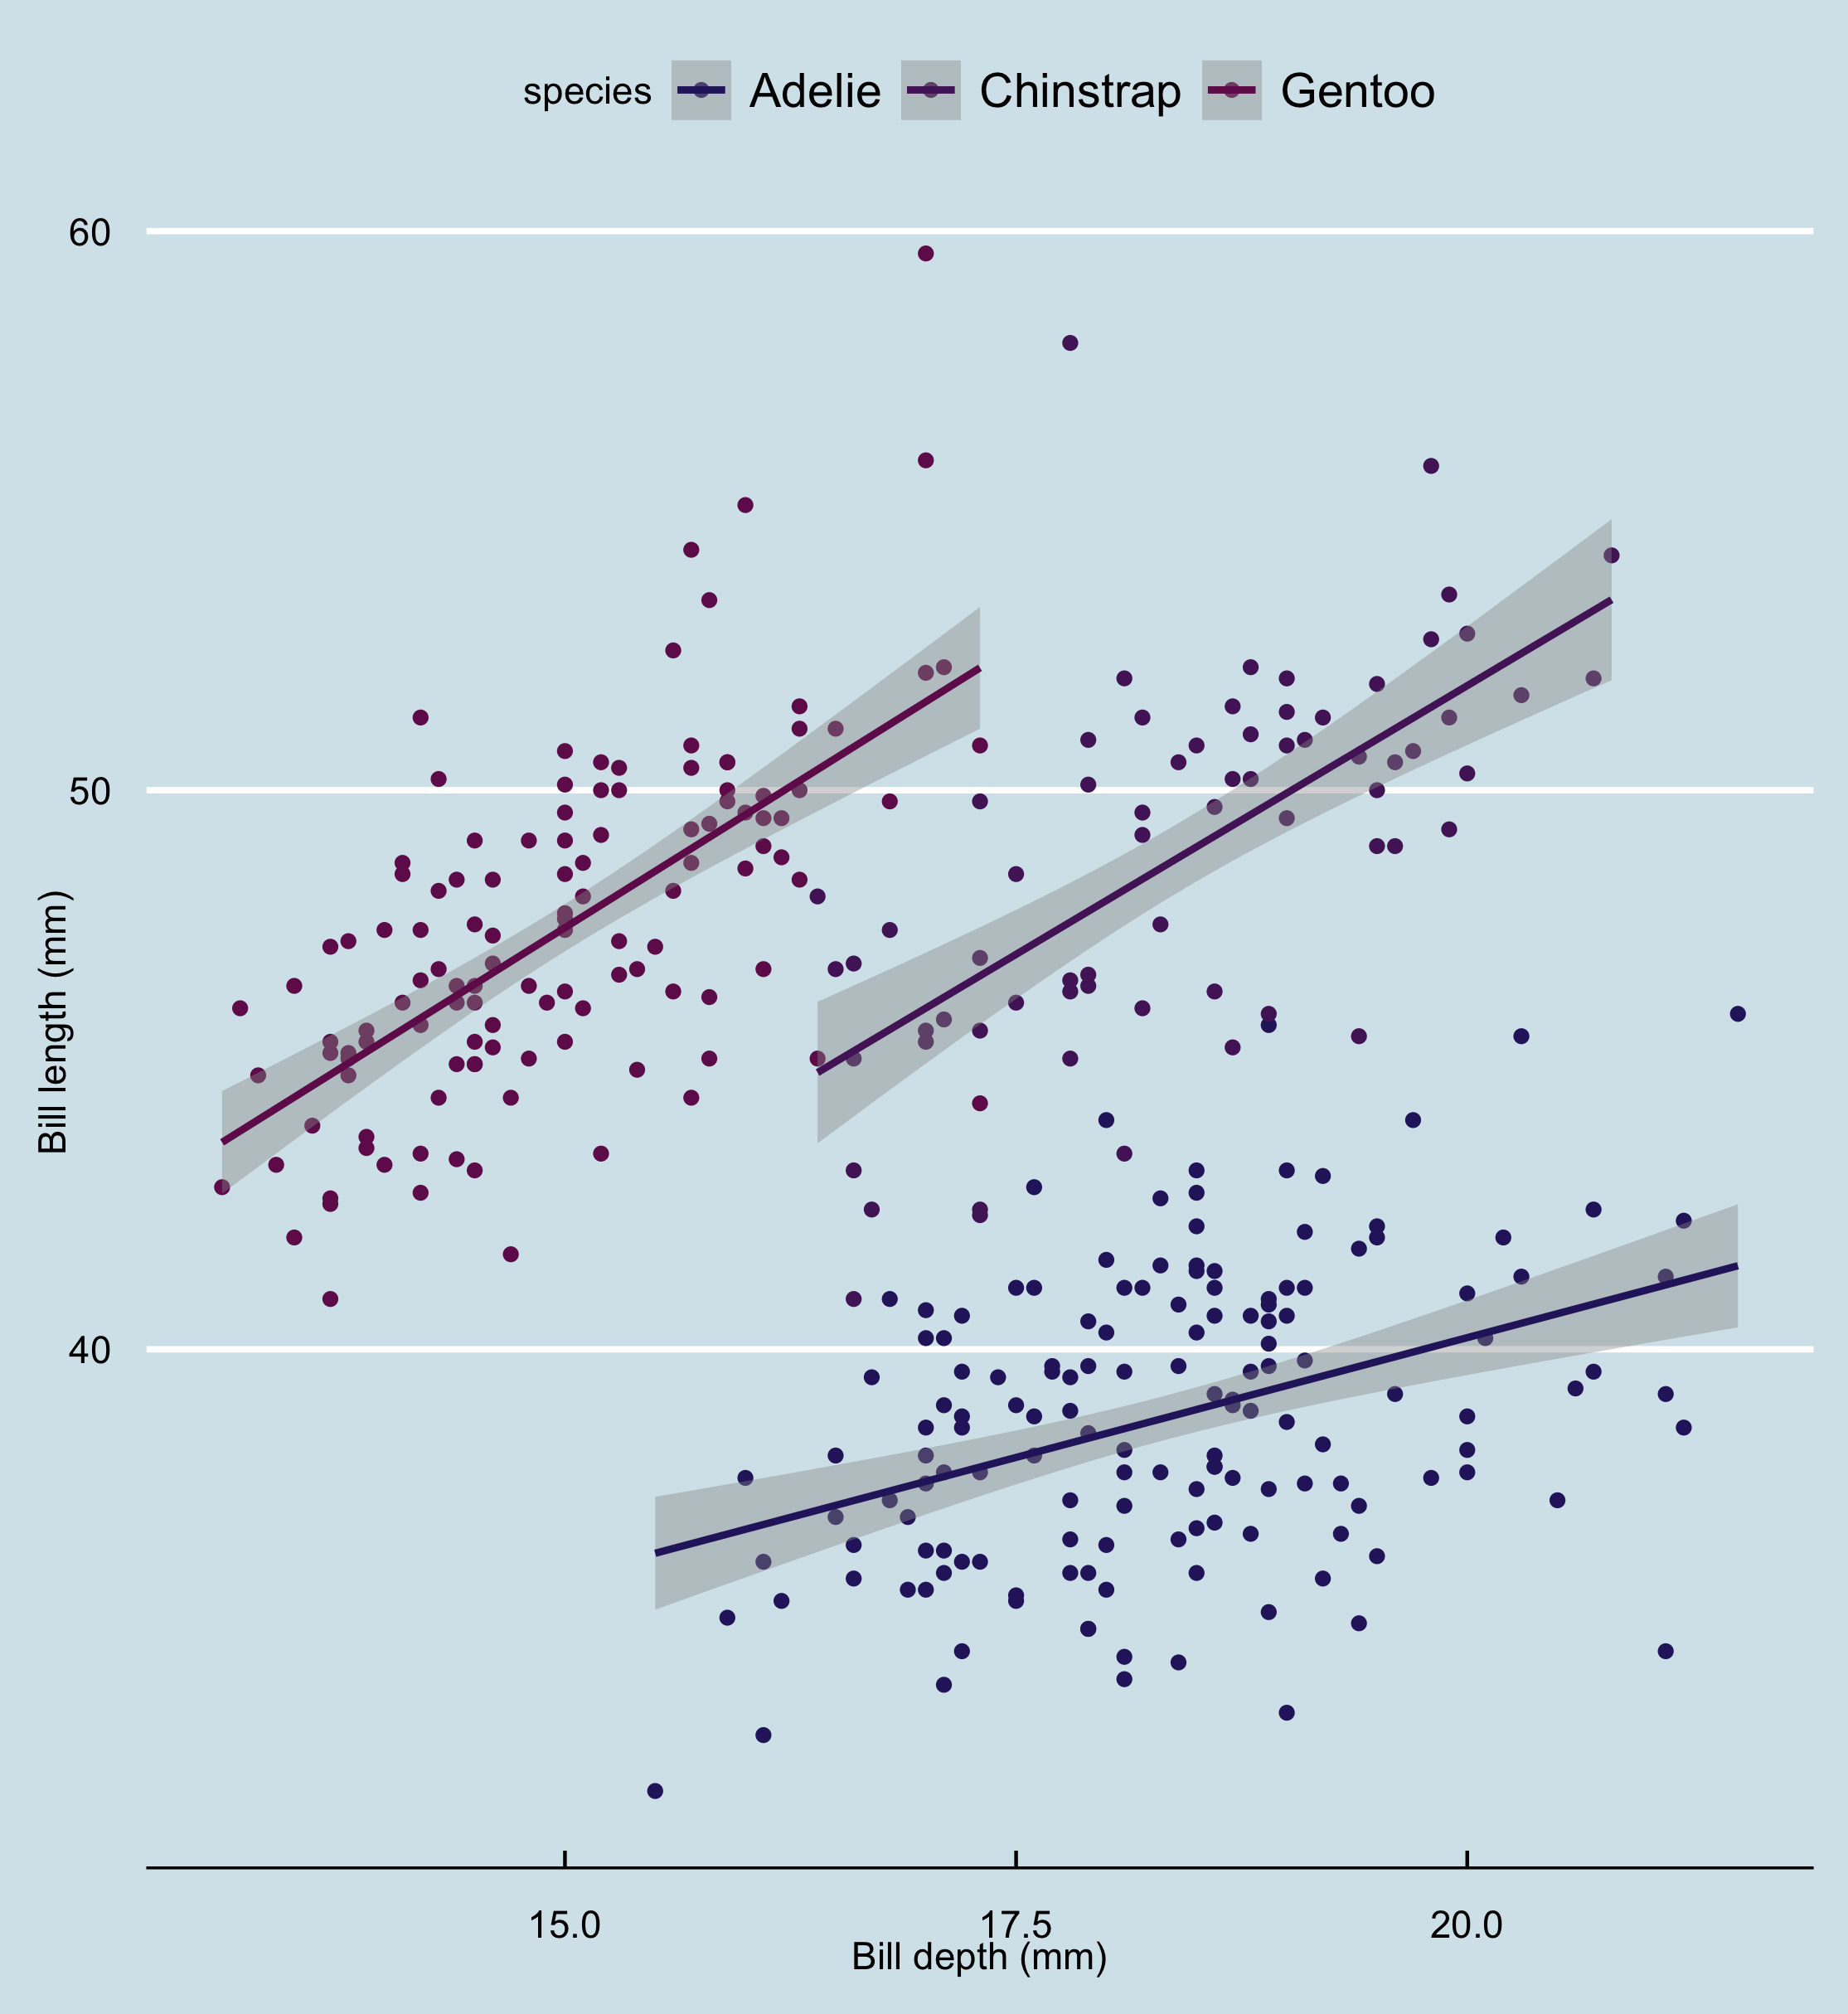 species Adelie Chinstrap Gentoo
60
50
40
Bill length (mm)
15.0 17.5 20.0
Bill depth (mm)